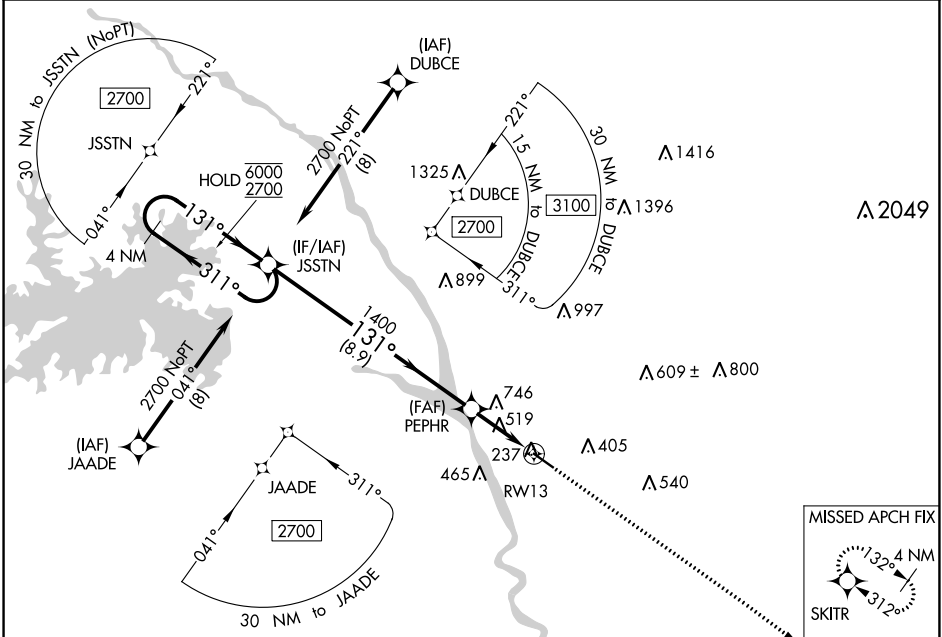 30 NM to JSSTN (NoPT)
2700
221°
JSSTN
041°
(IAF)
DUBCE
2700 NoPT
221°
(8)
HOLD
6000
2700
131°
4 NM
311°
(IF/IAF)
JSSTN
221°
15 NM to DUBCE
30 NM to DUBCE
1325
DUBCE
2700
3100
311°
899
997
1416
1396
2049
1400
131°
(8.9)
2700 NoPT
041°
(8)
(IAF)
JAADE
(FAF)
PEPHR
746
519
237
465
RW13
609 ±
800
405
540
JAADE
311°
041°
2700
30 NM to JAADE
MISSED APCH FIX
132°
4 NM
312°
SKITR